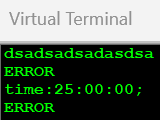 Virtual Terminal
dsadsadsadasdsa
ERROR
time:25:00:00;
ERROR